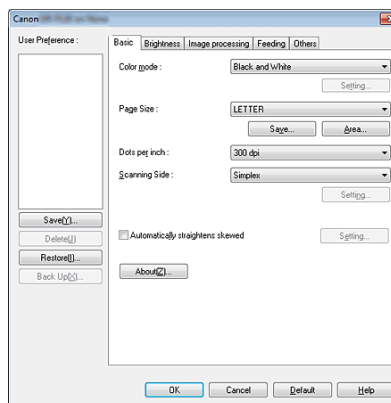 Canon
User Preference :
Basic
Brightness
Image processing
Feeding
Others
Color mode :
Black and White
Setting...
Page Size :
LETTER
Save...
Area...
Dots per inch :
300 dpi
Scanning Side :
Simplex
Setting...
Automatically straightens skewed
Setting...
About(Z)...
Save(Y)...
Delete(J)
Restore(I)...
Back Up(X)...
OK
Cancel
Default
Help